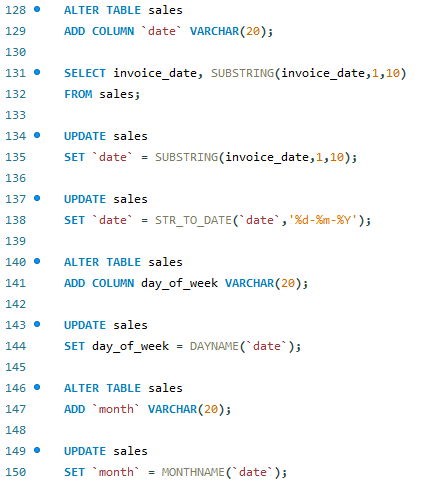 128 ALTER TABLE sales
129 ADD COLUMN `date` VARCHAR(20);
130
131 SELECT invoice_date, SUBSTRING(invoice_date,1,10)
132 FROM sales;
133
134 UPDATE sales
135 SET `date` = SUBSTRING(invoice_date,1,10);
136
137 UPDATE sales
138 SET `date` = STR_TO_DATE(`date`,'%d-%m-%Y');
139
140 ALTER TABLE sales
141 ADD COLUMN day_of_week VARCHAR(20);
142
143 UPDATE sales
144 SET day_of_week = DAYNAME(`date`);
145
146 ALTER TABLE sales
147 ADD `month` VARCHAR(20);
148
149 UPDATE sales
150 SET `month` = MONTHNAME(`date`);